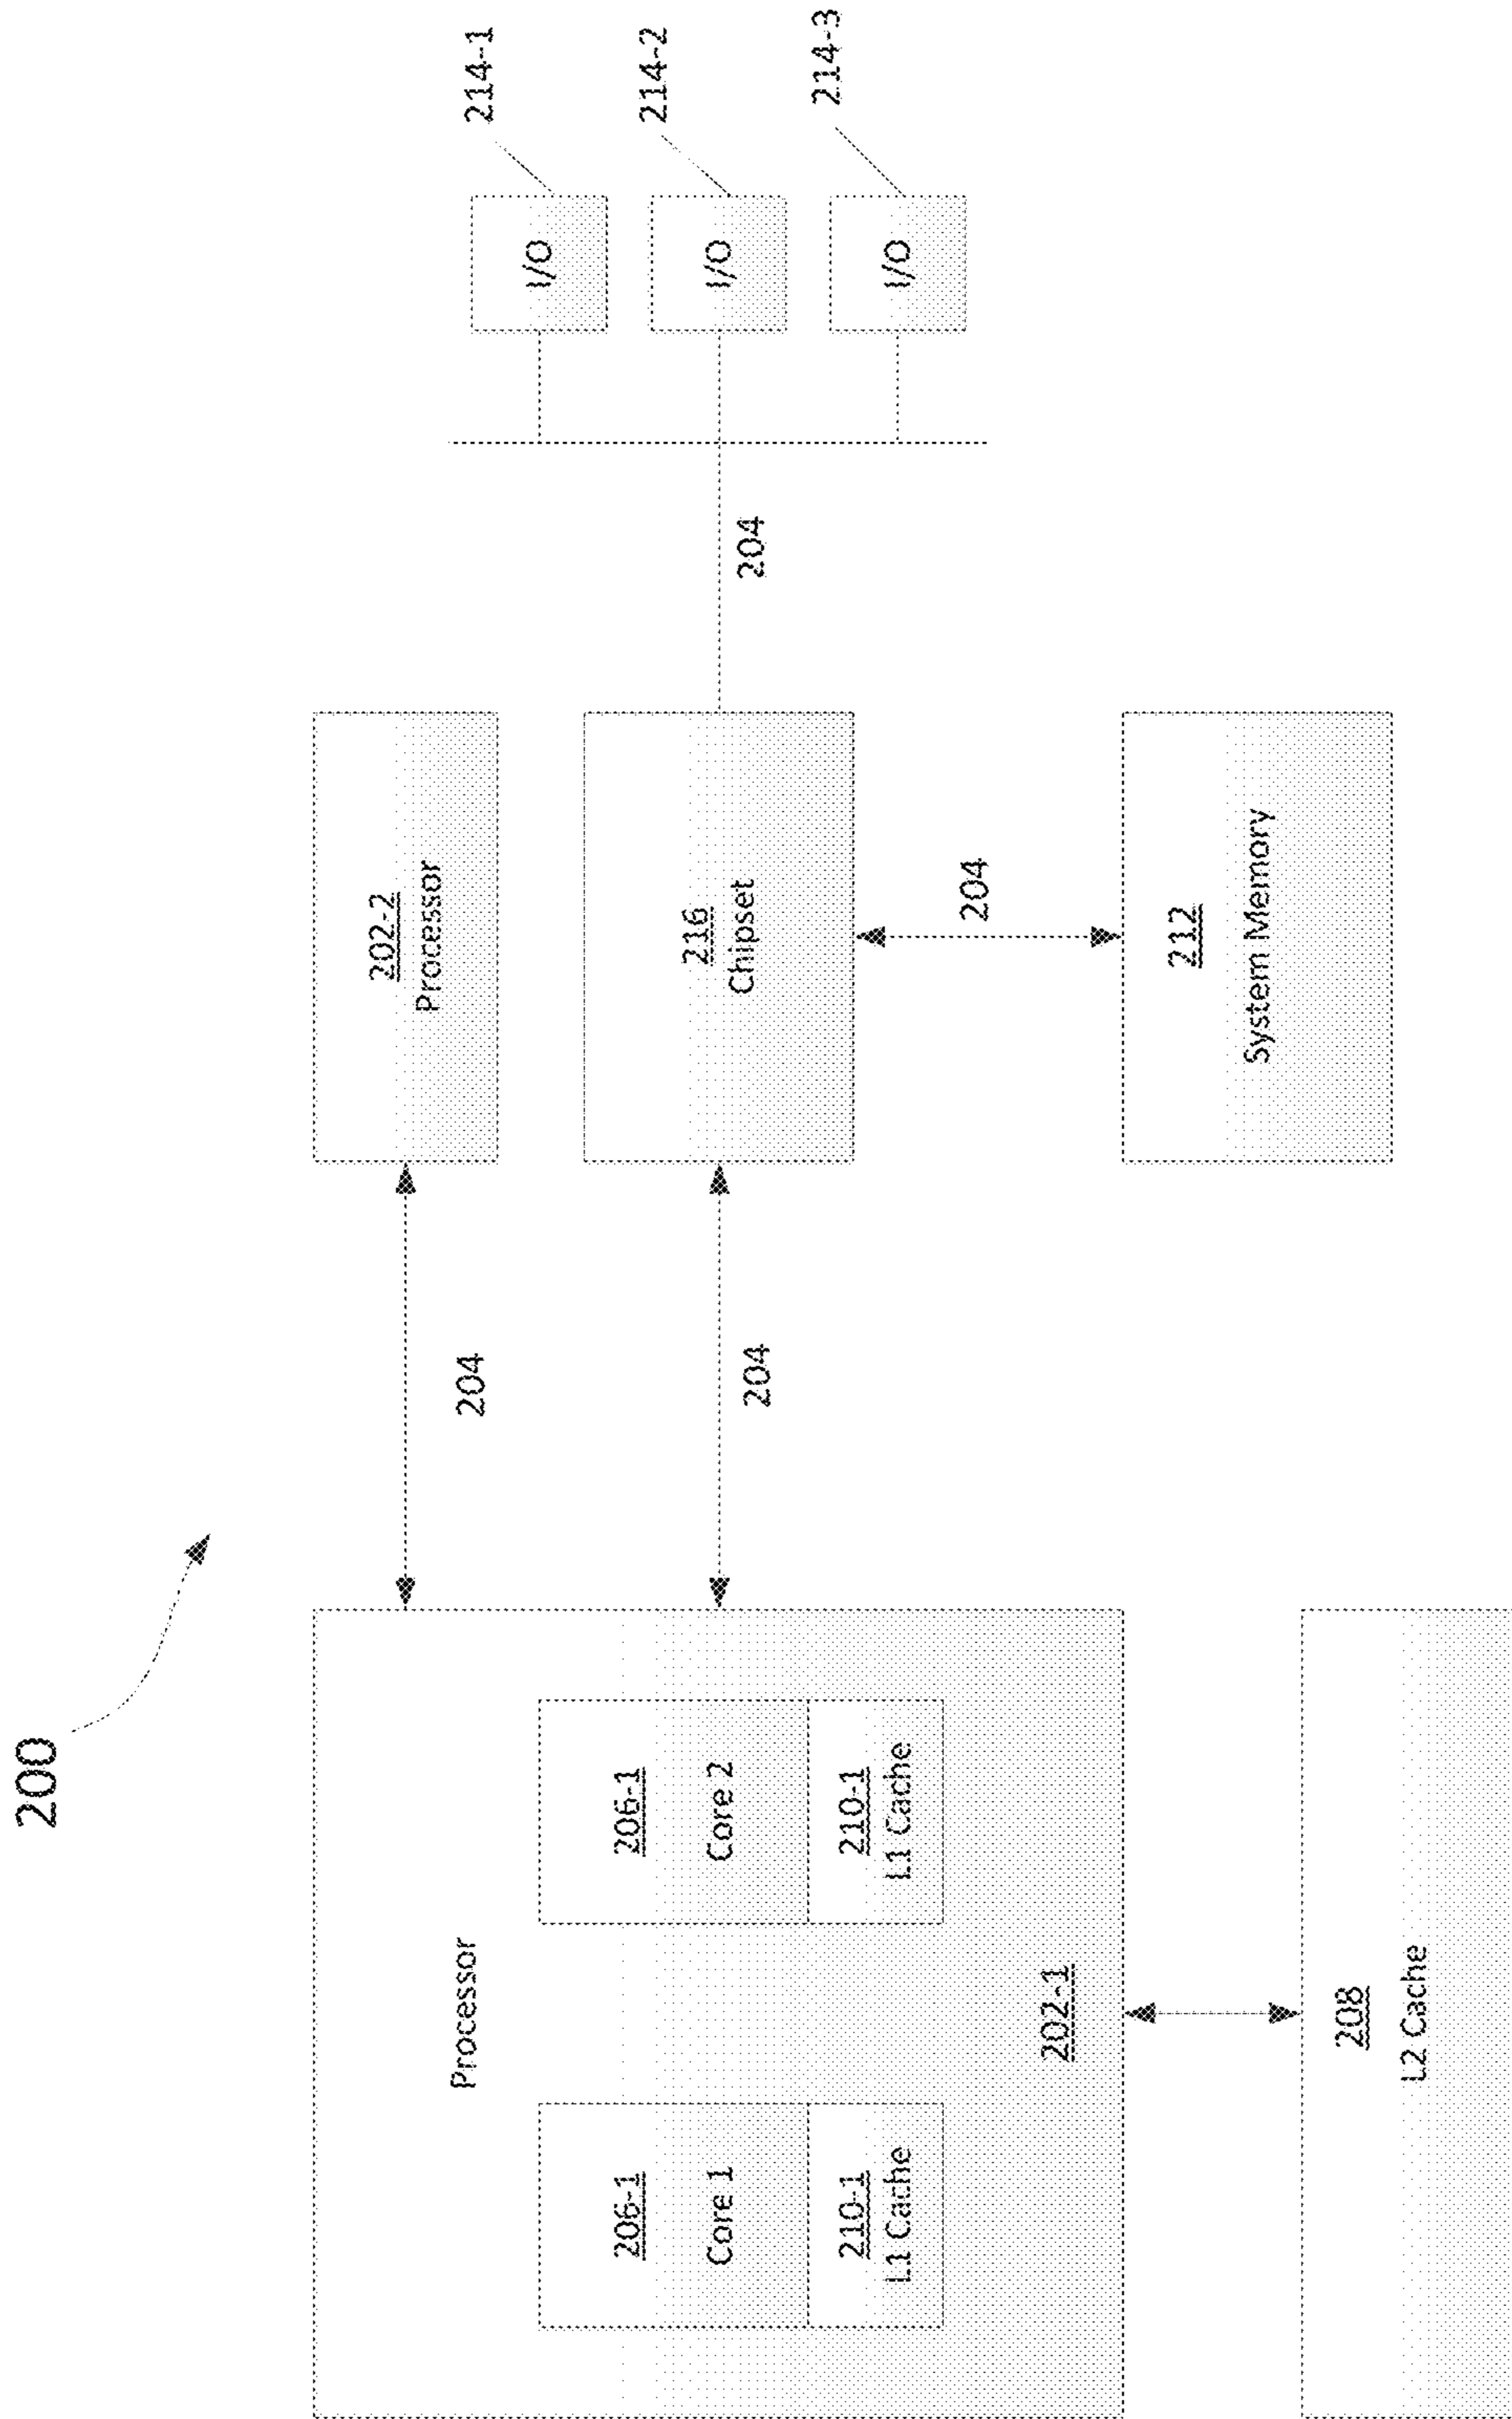 200
Processor
206-1
Core 1
210-1
L1 Cache
206-1
Core 2
210-1
L1 Cache
202-1
208
L2 Cache
204
204
202-2
Processor
216
Chipset
204
212
System Memory
204
I/O
214-1
I/O
214-2
I/O
214-3